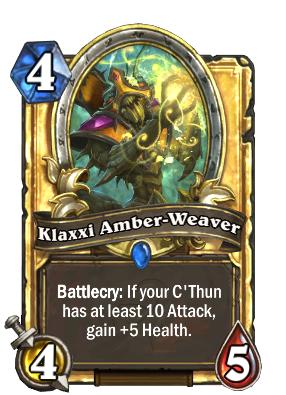 4
Klaxxi Amber-Weaver
Battlecry: If your C'Thun
has at least 10 Attack,
gain +5 Health.
4
5